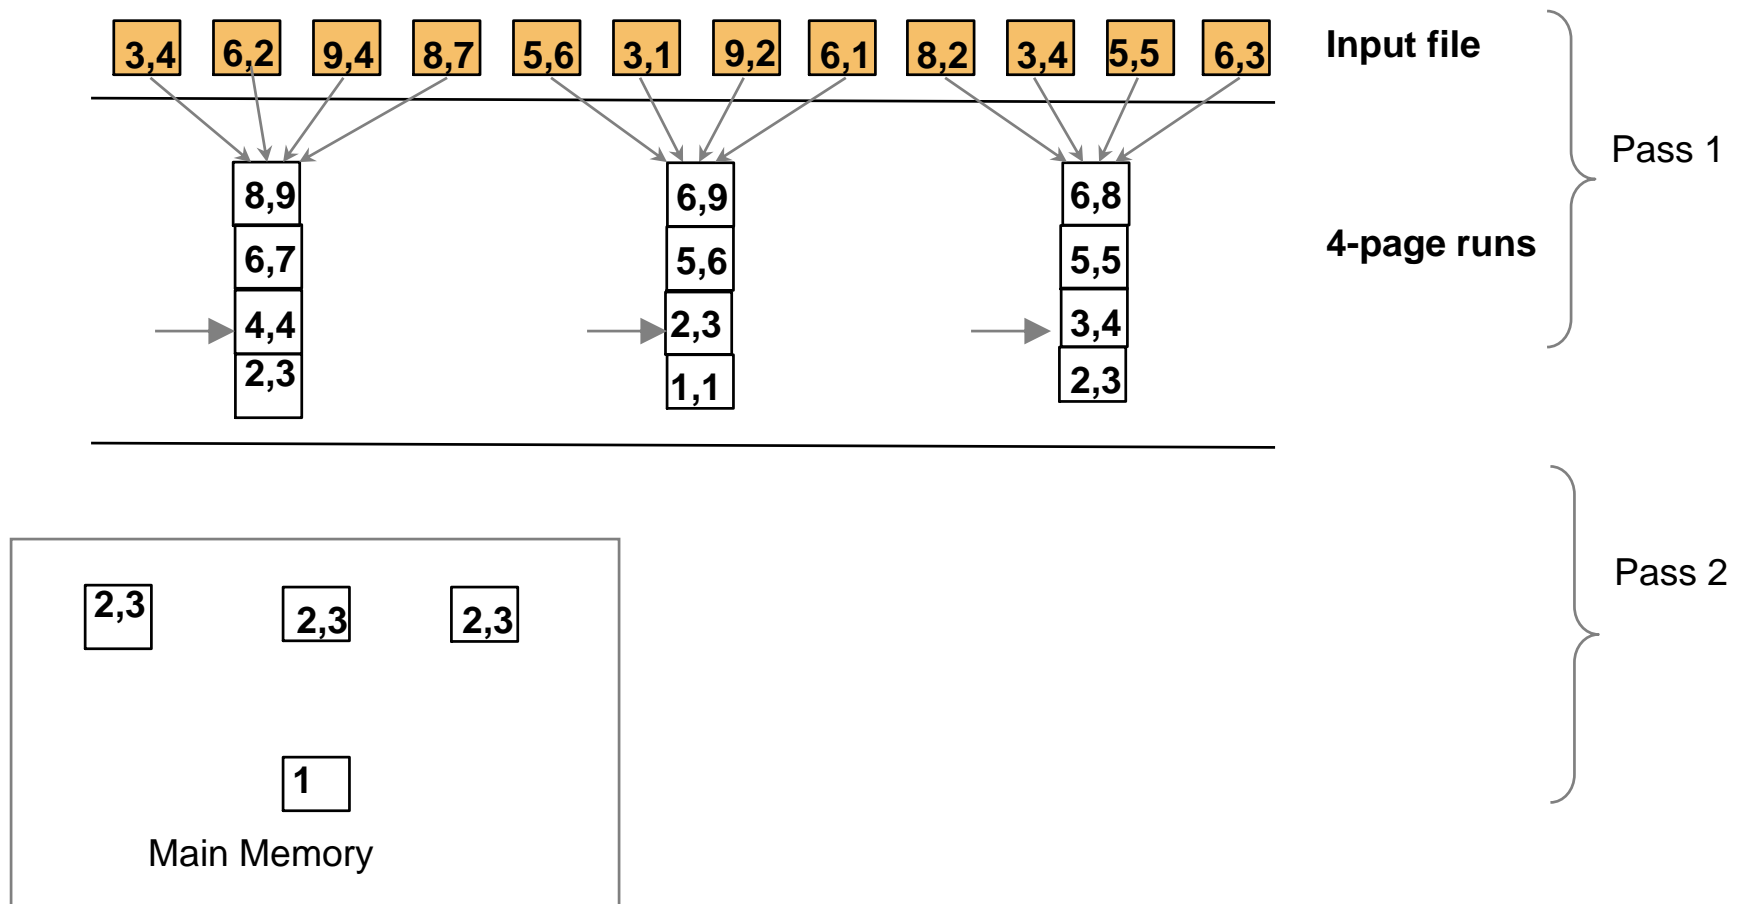 3,4 6,2 9,4 8,7 5,6 3,1 9,2 6,1 8,2 3,4 5,5 6,3 Input file
Pass 1
8,9 6,9 6,8
6,7 5,6 5,5 4-page runs
4,4 2,3 3,4
2,3 1,1 2,3
Pass 2
2,3 2,3 2,3
1
Main Memory